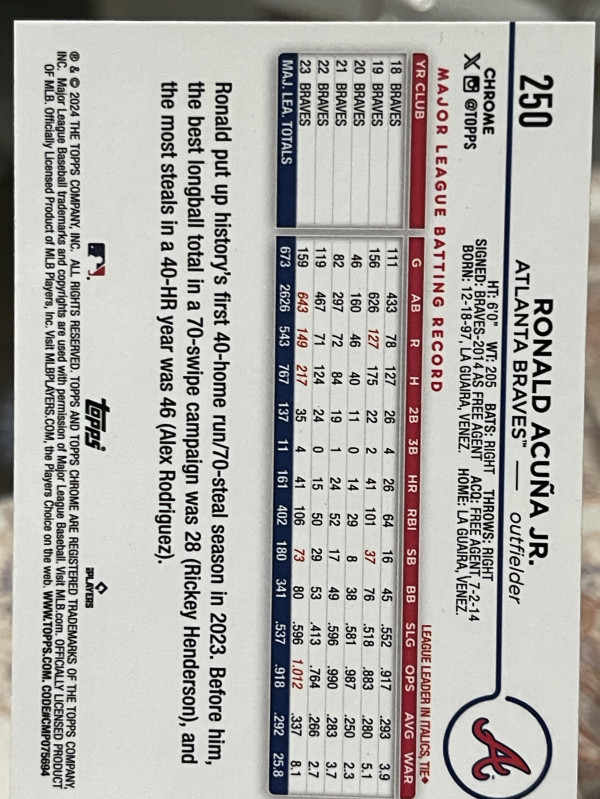 250
RONALD ACUÑA JR.
ATLANTA BRAVES™ — outfielder
HT: 6'0" WT: 205 BATS: RIGHT THROWS: RIGHT
SIGNED: BRAVES-2014 AS FREE AGENT ACQ: FREE AGENT, 7-2-14
BORN: 12-18-97, LA GUAIRA, VENEZ. HOME: LA GUAIRA, VENEZ.
CHROME
X @TOPPS
A
MAJOR LEAGUE BATTING RECORD LEAGUE LEADER IN ITALICS, TIE◆
YR CLUB G AB R H 2B 3B HR RBI SB BB SLG OPS AVG WAR
18 BRAVES 111 433 78 127 26 4 26 64 16 45 .552 .917 .293 3.9
19 BRAVES 156 626 127 175 22 2 41 101 37 76 .518 .883 .280 5.1
20 BRAVES 46 160 46 40 11 0 14 29 8 38 .581 .987 .250 2.3
21 BRAVES 82 297 72 84 19 1 24 52 17 49 .596 .990 .283 3.7
22 BRAVES 119 467 71 124 24 0 15 50 29 53 .413 .764 .266 2.7
23 BRAVES 159 643 149 217 35 4 41 106 73 80 .596 1.012 .337 8.1
MAJ. LEA. TOTALS 673 2626 543 767 137 11 161 402 180 341 .537 .918 .292 25.8
Ronald put up history's first 40-home run/70-steal season in 2023. Before him,
the best longball total in a 70-swipe campaign was 28 (Rickey Henderson), and
the most steals in a 40-HR year was 46 (Alex Rodriguez).
topps
PLAYERS
® & © 2024 THE TOPPS COMPANY, INC. ALL RIGHTS RESERVED. TOPPS AND TOPPS CHROME ARE REGISTERED TRADEMARKS OF THE TOPPS COMPANY,
INC. Major League Baseball trademarks and copyrights are used with permission of Major League Baseball. Visit MLB.com. OFFICIALLY LICENSED PRODUCT
OF MLB. Officially Licensed Product of MLB Players, Inc. Visit MLBPLAYERS.COM, the Players Choice on the web. WWW.TOPPS.COM. CODE#CMP075694